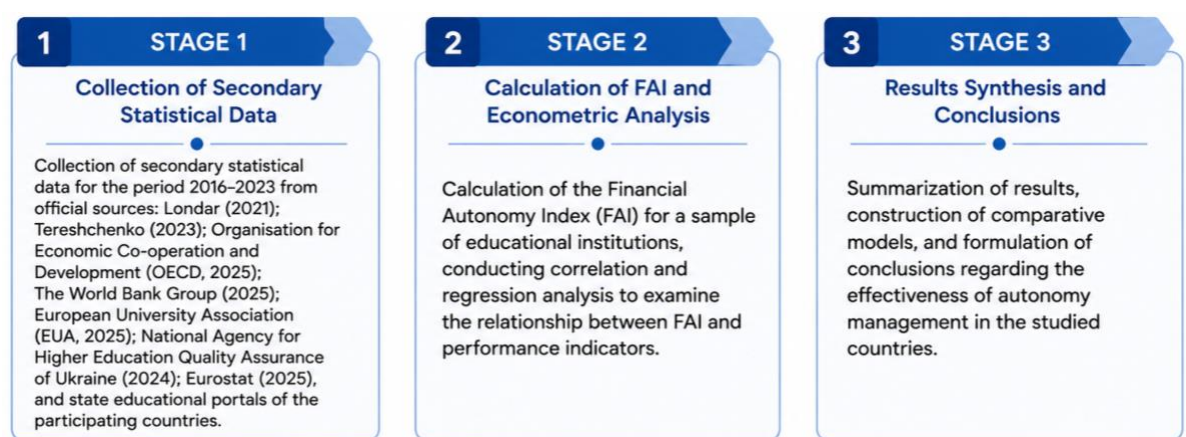 1 STAGE 1
Collection of Secondary
Statistical Data
Collection of secondary statistical
data for the period 2016–2023 from
official sources: Londar (2021);
Tereshchenko (2023); Organisation for
Economic Co-operation and
Development (OECD, 2025);
The World Bank Group (2025);
European University Association
(EUA, 2025); National Agency for
Higher Education Quality Assurance
of Ukraine (2024); Eurostat (2025),
and state educational portals of the
participating countries.
2 STAGE 2
Calculation of FAI and
Econometric Analysis
Calculation of the Financial
Autonomy Index (FAI) for a sample
of educational institutions,
conducting correlation and
regression analysis to examine
the relationship between FAI and
performance indicators.
3 STAGE 3
Results Synthesis and
Conclusions
Summarization of results,
construction of comparative
models, and formulation of
conclusions regarding the
effectiveness of autonomy
management in the studied
countries.